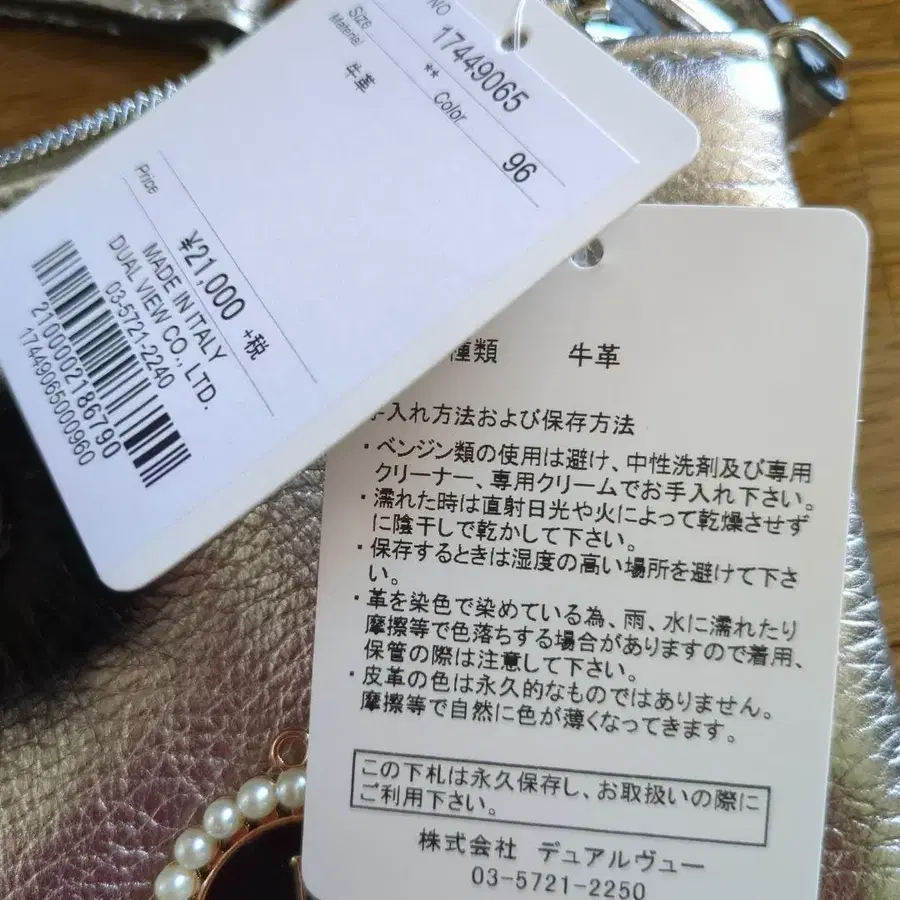 NO 17449065
Size ** Color 96
Material 牛革
Price ¥21,000 +税
MADE IN ITALY
DUAL VIEW CO., LTD.
03-5721-2240
2100002186790
17449065000960
種類 牛革
手入れ方法および保存方法
・ベンジン類の使用は避け、中性洗剤及び専用
クリーナー、専用クリームでお手入れ下さい。
・濡れた時は直射日光や火によって乾燥させず
に陰干しで乾かして下さい。
・保存するときは湿度の高い場所を避けて下さ
い。
・革を染色で染めている為、雨、水に濡れたり
摩擦等で色落ちする場合がありますので着用、
保管の際は注意して下さい。
・皮革の色は永久的なものではありません。
摩擦等で自然に色が薄くなってきます。
この下札は永久保存し、お取扱いの際に
ご利用下さい。
株式会社 デュアルヴュー
03-5721-2250